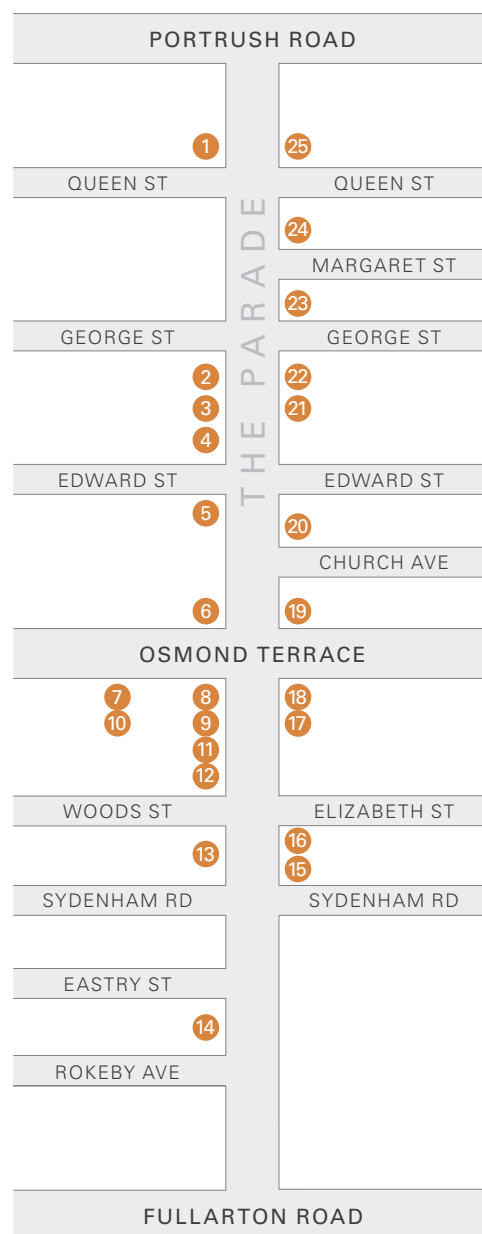 PORTRUSH ROAD
1 25
QUEEN ST QUEEN ST
THE PARADE
24
MARGARET ST
23
GEORGE ST GEORGE ST
2 22
3 21
4
EDWARD ST EDWARD ST
5 20
CHURCH AVE
6 19
OSMOND TERRACE
7 8 18
10 9 17
11
12
WOODS ST ELIZABETH ST
16
13
15
SYDENHAM RD SYDENHAM RD
EASTRY ST
14
ROKEBY AVE
FULLARTON ROAD